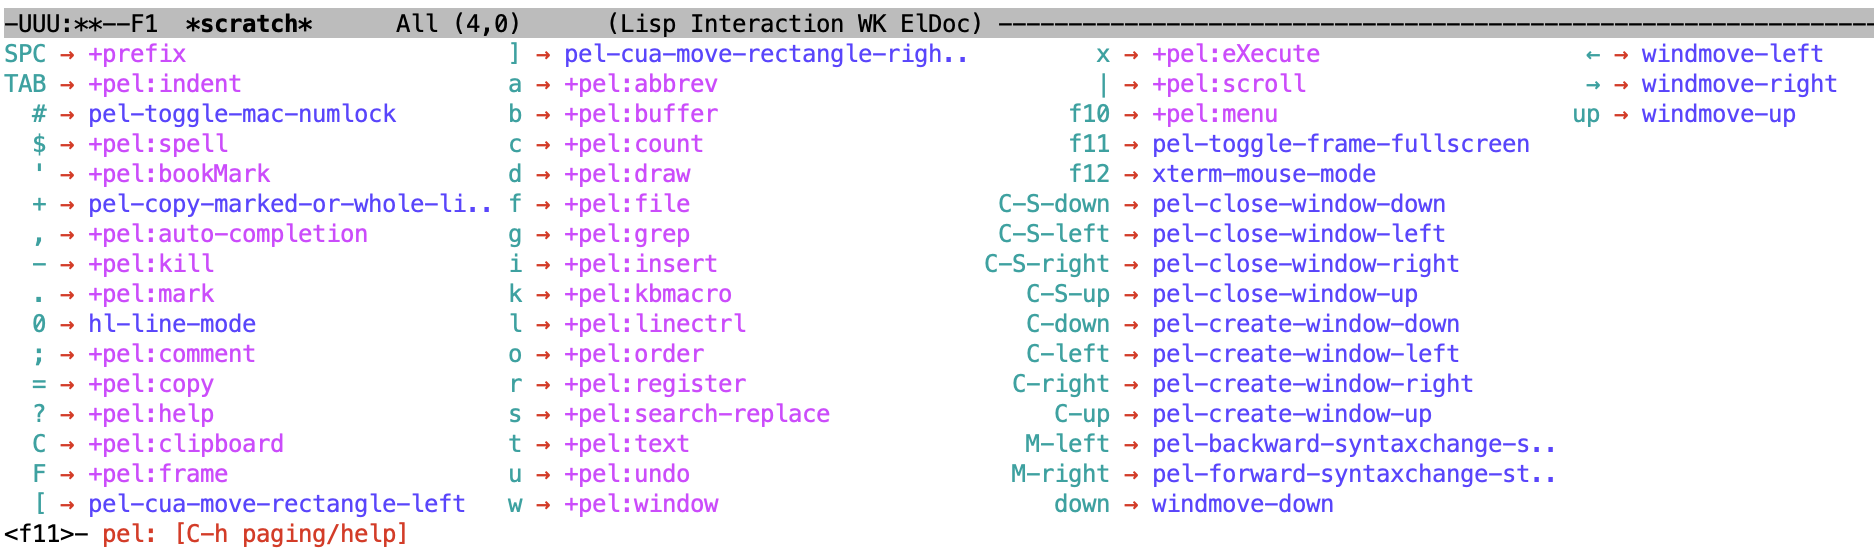 -UUU:**--F1  *scratch*      All (4,0)      (Lisp Interaction WK ElDoc) ----------------------------------------------------------------
SPC → +prefix                       ] → pel-cua-move-rectangle-righ..         x → +pel:eXecute                   ← → windmove-left
TAB → +pel:indent                   a → +pel:abbrev                           | → +pel:scroll                    → → windmove-right
  # → pel-toggle-mac-numlock        b → +pel:buffer                         f10 → +pel:menu                     up → windmove-up
  $ → +pel:spell                    c → +pel:count                          f11 → pel-toggle-frame-fullscreen
  ' → +pel:bookMark                 d → +pel:draw                           f12 → xterm-mouse-mode
  + → pel-copy-marked-or-whole-li.. f → +pel:file                      C-S-down → pel-close-window-down
  , → +pel:auto-completion          g → +pel:grep                      C-S-left → pel-close-window-left
  - → +pel:kill                     i → +pel:insert                   C-S-right → pel-close-window-right
  . → +pel:mark                     k → +pel:kbmacro                     C-S-up → pel-close-window-up
  0 → hl-line-mode                  l → +pel:linectrl                    C-down → pel-create-window-down
  ; → +pel:comment                  o → +pel:order                       C-left → pel-create-window-left
  = → +pel:copy                     r → +pel:register                   C-right → pel-create-window-right
  ? → +pel:help                     s → +pel:search-replace                C-up → pel-create-window-up
  C → +pel:clipboard                t → +pel:text                        M-left → pel-backward-syntaxchange-s..
  F → +pel:frame                    u → +pel:undo                       M-right → pel-forward-syntaxchange-st..
  [ → pel-cua-move-rectangle-left   w → +pel:window                        down → windmove-down
<f11>- pel: [C-h paging/help]